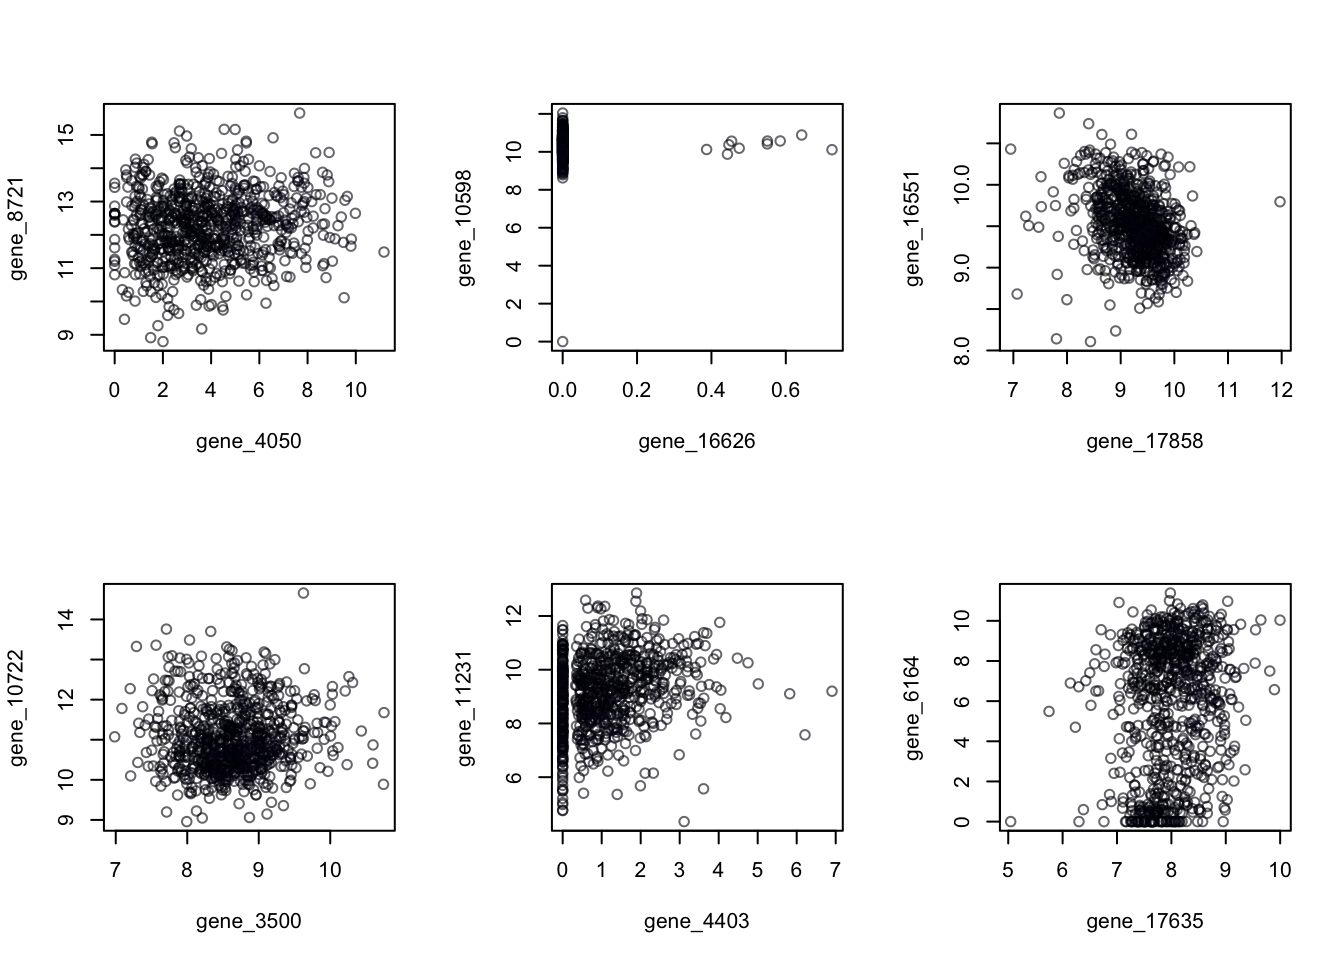 gene_8721
15
13
11
9
0 2 4 6 8 10
gene_4050
gene_10598
10
8
6
4
2
0
0.0 0.2 0.4 0.6
gene_16626
gene_16551
10.0
9.0
8.0
7 8 9 10 11 12
gene_17858
gene_10722
14
12
10
9
7 8 9 10
gene_3500
gene_11231
12
10
8
6
0 1 2 3 4 5 6 7
gene_4403
gene_6164
10
8
6
4
2
0
5 6 7 8 9 10
gene_17635